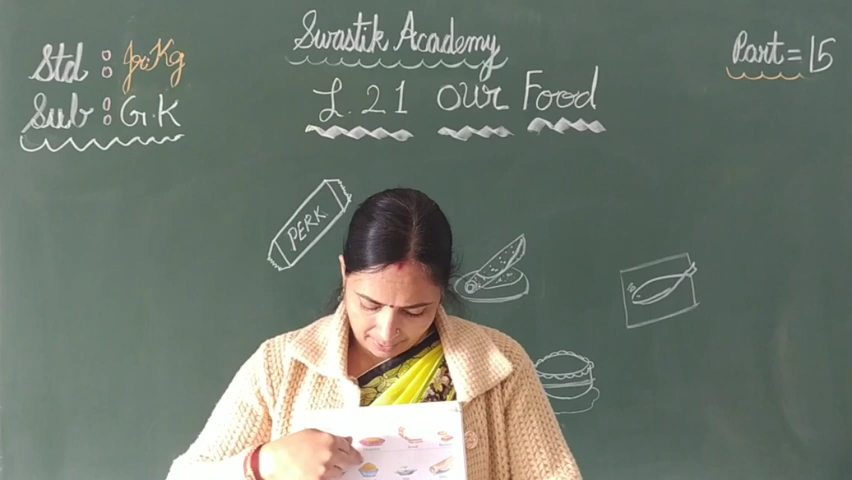 Swastik Academy
Std : Jr. Kg
Part = 15
Sub : G.K
L. 21 our Food
PERK